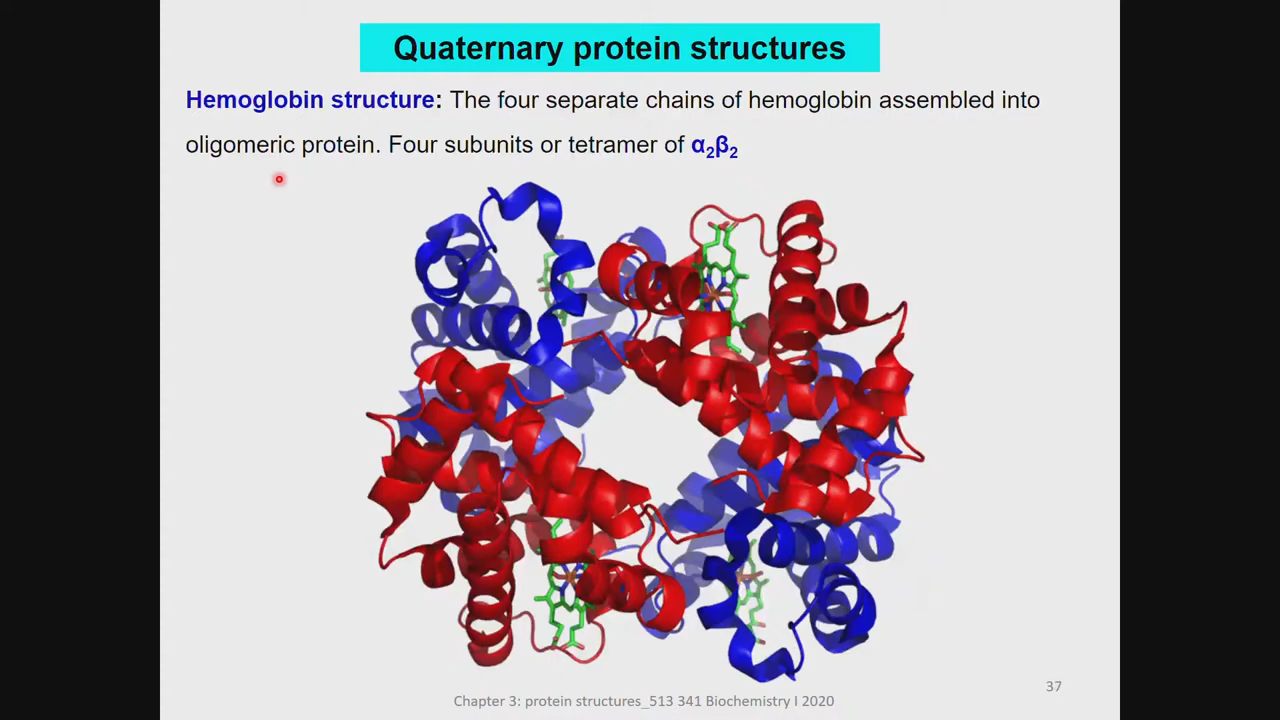 Quaternary protein structures
Hemoglobin structure: The four separate chains of hemoglobin assembled into
oligomeric protein. Four subunits or tetramer of α₂β₂
37
Chapter 3: protein structures_513 341 Biochemistry I 2020